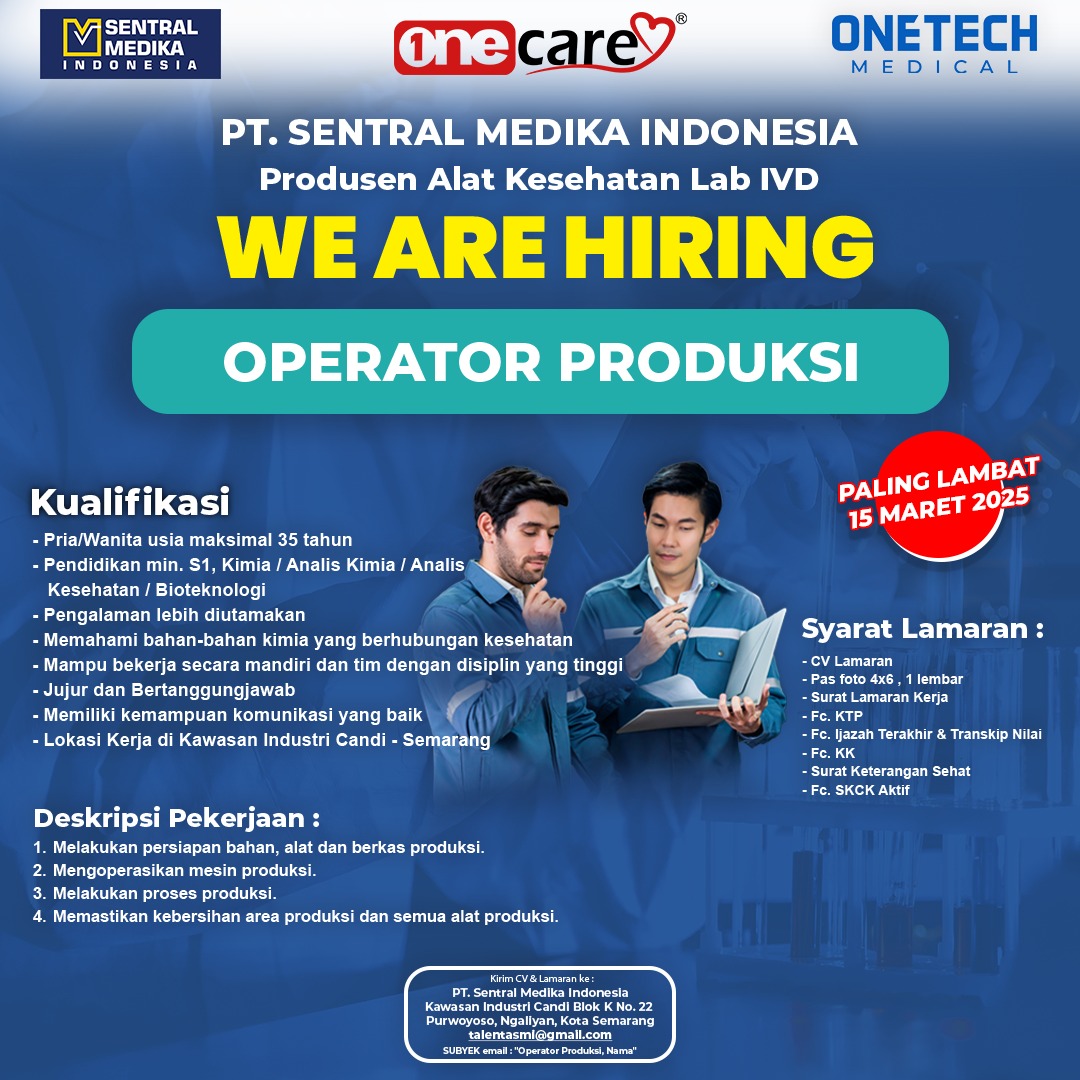 SENTRAL
MEDIKA
INDONESIA
onecare®
ONETECH
MEDICAL
PT. SENTRAL MEDIKA INDONESIA
Produsen Alat Kesehatan Lab IVD
WE ARE HIRING
OPERATOR PRODUKSI
PALING LAMBAT
15 MARET 2025
Kualifikasi
- Pria/Wanita usia maksimal 35 tahun
- Pendidikan min. S1, Kimia / Analis Kimia / Analis
Kesehatan / Bioteknologi
- Pengalaman lebih diutamakan
- Memahami bahan-bahan kimia yang berhubungan kesehatan
- Mampu bekerja secara mandiri dan tim dengan disiplin yang tinggi
- Jujur dan Bertanggungjawab
- Memiliki kemampuan komunikasi yang baik
- Lokasi Kerja di Kawasan Industri Candi - Semarang
Syarat Lamaran :
- CV Lamaran
- Pas foto 4x6 , 1 lembar
- Surat Lamaran Kerja
- Fc. KTP
- Fc. Ijazah Terakhir & Transkip Nilai
- Fc. KK
- Surat Keterangan Sehat
- Fc. SKCK Aktif
Deskripsi Pekerjaan :
1. Melakukan persiapan bahan, alat dan berkas produksi.
2. Mengoperasikan mesin produksi.
3. Melakukan proses produksi.
4. Memastikan kebersihan area produksi dan semua alat produksi.
Kirim CV & Lamaran ke :
PT. Sentral Medika Indonesia
Kawasan Industri Candi Blok K No. 22
Purwoyoso, Ngaliyan, Kota Semarang
talentasmi@gmail.com
SUBYEK email : "Operator Produksi, Nama"